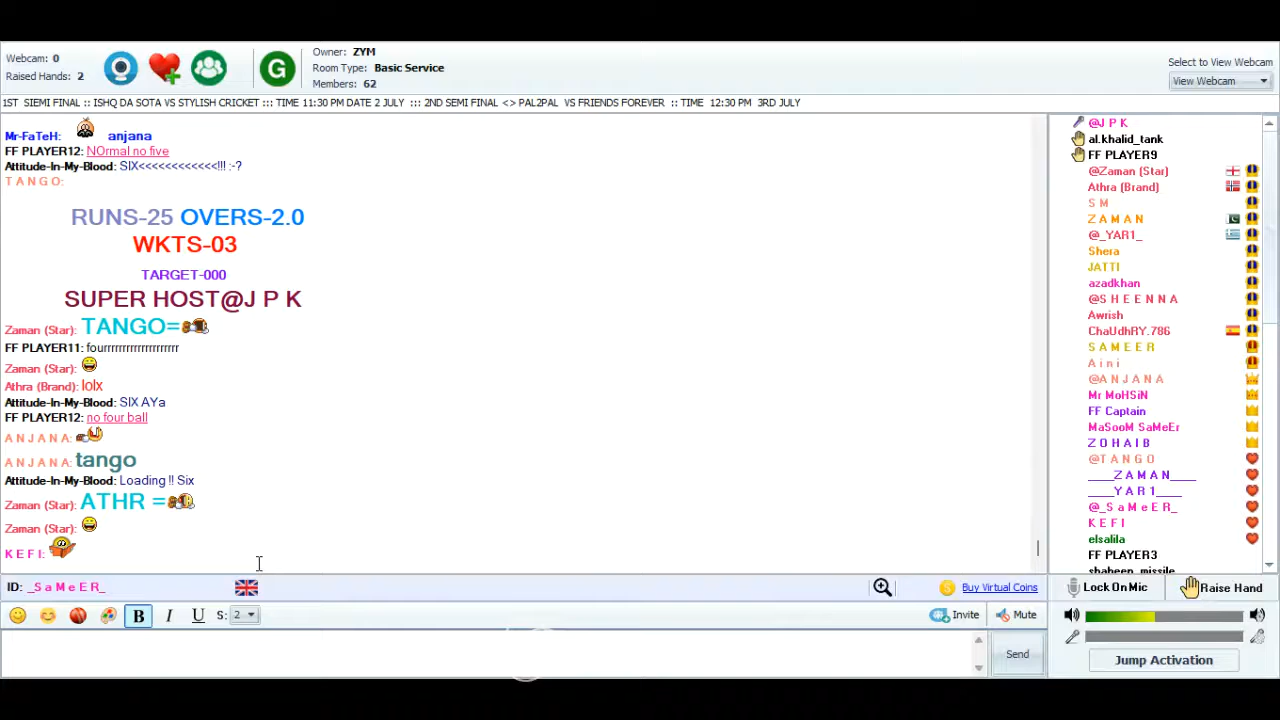 Webcam: 0
Raised Hands: 2
G
Owner: ZYM
Room Type: Basic Service
Members: 62
Select to View Webcam
View Webcam
1ST SIEMI FINAL :: ISHQ DA SOTA VS STYLISH CRICKET ::: TIME 11:30 PM DATE 2 JULY ::: 2ND SEMI FINAL <> PAL2PAL VS FRIENDS FOREVER :: TIME 12:30 PM 3RD JULY
Mr-FaTeH: anjana
FF PLAYER12: NOrmal no five
Attitude-In-My-Blood: SIX<<<<<<<<<<<<!!! :-?
T A N G O:
RUNS-25 OVERS-2.0
WKTS-03
TARGET-000
SUPER HOST@J P K
Zaman (Star): TANGO=
FF PLAYER11: fourrrrrrrrrrrrrrrrrrrr
Zaman (Star):
Athra (Brand): lolx
Attitude-In-My-Blood: SIX AYa
FF PLAYER12: no four ball
A N J A N A:
A N J A N A: tango
Attitude-In-My-Blood: Loading !! Six
Zaman (Star): ATHR =
Zaman (Star):
K E F I:
@J P K
al.khalid_tank
FF PLAYER9
@Zaman (Star)
Athra (Brand)
S M
Z A M A N
@_YAR1_
Shera
JATTI
azadkhan
@S H E E N N A
Awrish
ChaUdhRY.786
S A M E E R
A i n i
@A N J A N A
Mr MoHSiN
FF Captain
MaSooM SaMeEr
Z O H A I B
@T A N G O
____Z A M A N____
____Y A R 1____
@_S a M e E R_
K E F I
elsalila
FF PLAYER3
shaheen_missile
ID: _S a M e E R_
Buy Virtual Coins
Lock On Mic
Raise Hand
B I U S: 2
Invite
Mute
Send
Jump Activation